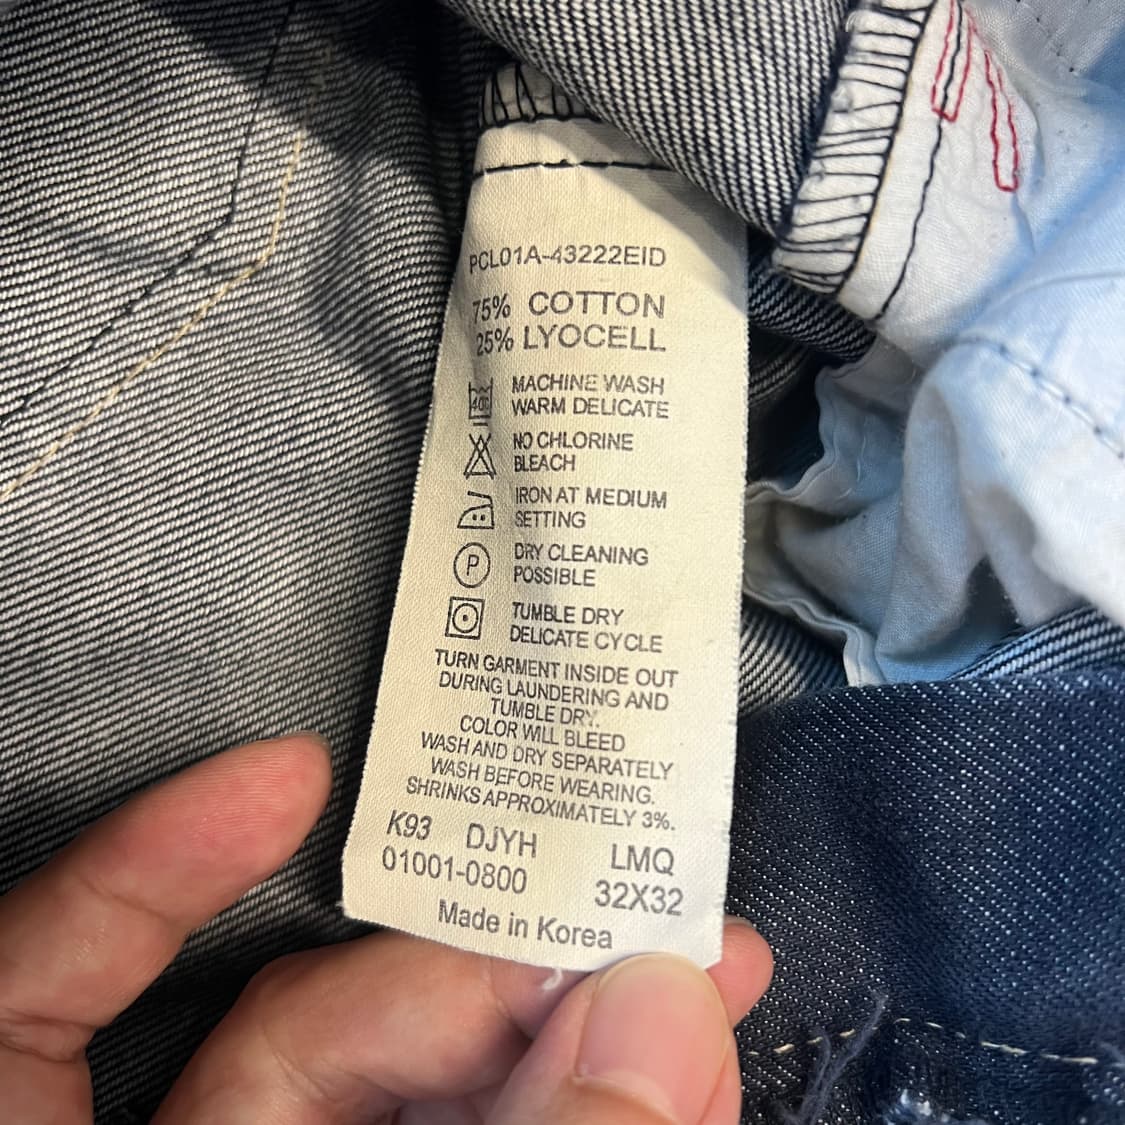 PCL01A-43222EID
75% COTTON
25% LYOCELL
40C
MACHINE WASH
WARM DELICATE
NO CHLORINE
BLEACH
IRON AT MEDIUM
SETTING
P
DRY CLEANING
POSSIBLE
TUMBLE DRY
DELICATE CYCLE
TURN GARMENT INSIDE OUT
DURING LAUNDERING AND
TUMBLE DRY.
COLOR WILL BLEED
WASH AND DRY SEPARATELY
WASH BEFORE WEARING.
SHRINKS APPROXIMATELY 3%.
K93 DJYH LMQ
01001-0800 32X32
Made in Korea